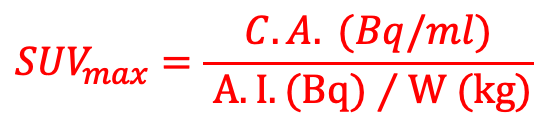 SUVmax = C.A. (Bq/ml)
A.I.(Bq) / W (kg)